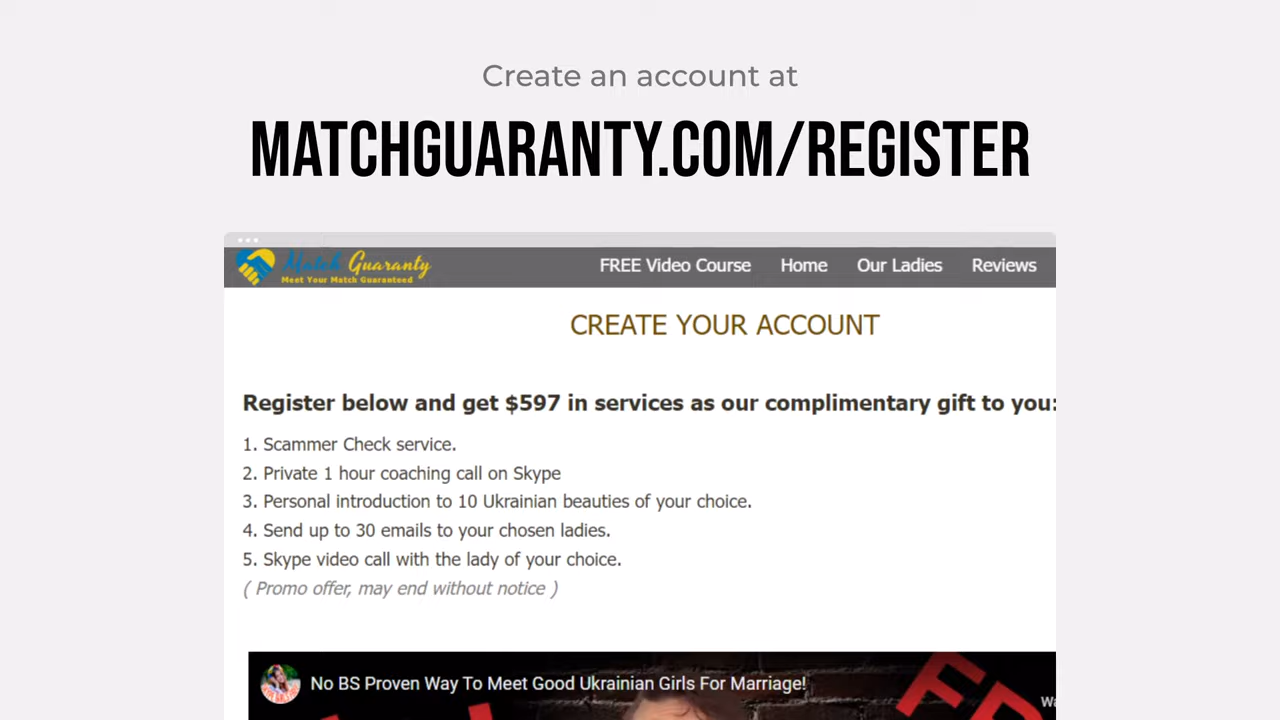 Create an account at
MATCHGUARANTY.COM/REGISTER
Match Guaranty
Meet Your Match Guaranteed
FREE Video Course Home Our Ladies Reviews
CREATE YOUR ACCOUNT
Register below and get $597 in services as our complimentary gift to you:
1. Scammer Check service.
2. Private 1 hour coaching call on Skype
3. Personal introduction to 10 Ukrainian beauties of your choice.
4. Send up to 30 emails to your chosen ladies.
5. Skype video call with the lady of your choice.
( Promo offer, may end without notice )
No BS Proven Way To Meet Good Ukrainian Girls For Marriage!